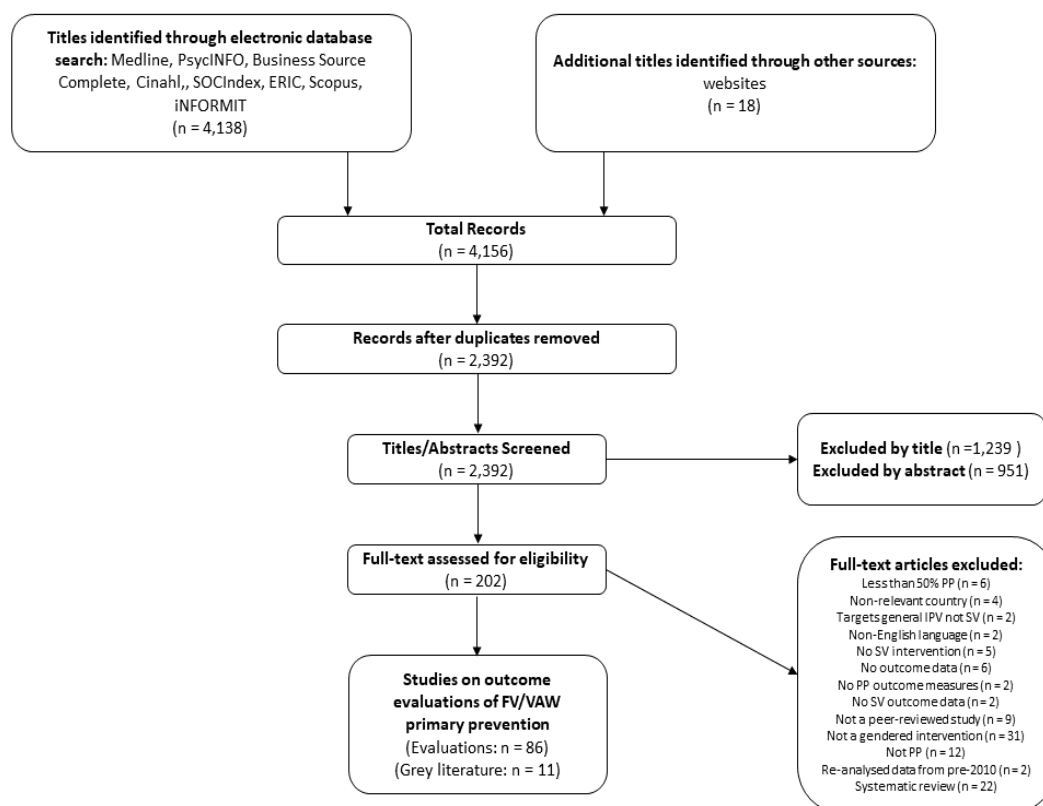 Titles identified through electronic database
search: Medline, PsycINFO, Business Source
Complete, Cinahl,, SOCIndex, ERIC, Scopus,
iNFORMIT
(n = 4,138)
Additional titles identified through other sources:
websites
(n = 18)
Total Records
(n = 4,156)
Records after duplicates removed
(n = 2,392)
Titles/Abstracts Screened
(n = 2,392)
Excluded by title (n =1,239 )
Excluded by abstract (n = 951)
Full-text assessed for eligibility
(n = 202)
Full-text articles excluded:
Less than 50% PP (n = 6)
Non-relevant country (n = 4)
Targets general IPV not SV (n = 2)
Non-English language (n = 2)
No SV intervention (n = 5)
No outcome data (n = 6)
No PP outcome measures (n = 2)
No SV outcome data (n = 2)
Not a peer-reviewed study (n = 9)
Not a gendered intervention (n = 31)
Not PP (n = 12)
Re-analysed data from pre-2010 (n = 2)
Systematic review (n = 22)
Studies on outcome
evaluations of FV/VAW
primary prevention
(Evaluations: n = 86)
(Grey literature: n = 11)